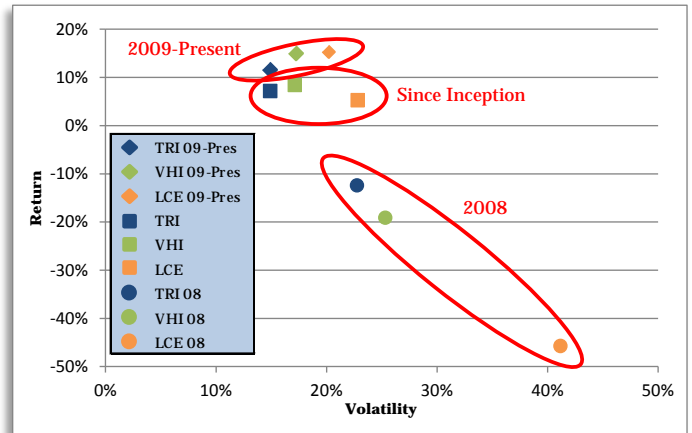 20%
2009-Present
10%
Since Inception
0%
TRI 09-Pres
VHI 09-Pres
LCE 09-Pres
TRI
VHI
LCE
TRI 08
VHI 08
LCE 08
-10%
2008
-20%
-30%
-40%
-50%
Return
0%
10%
20%
30%
40%
50%
Volatility